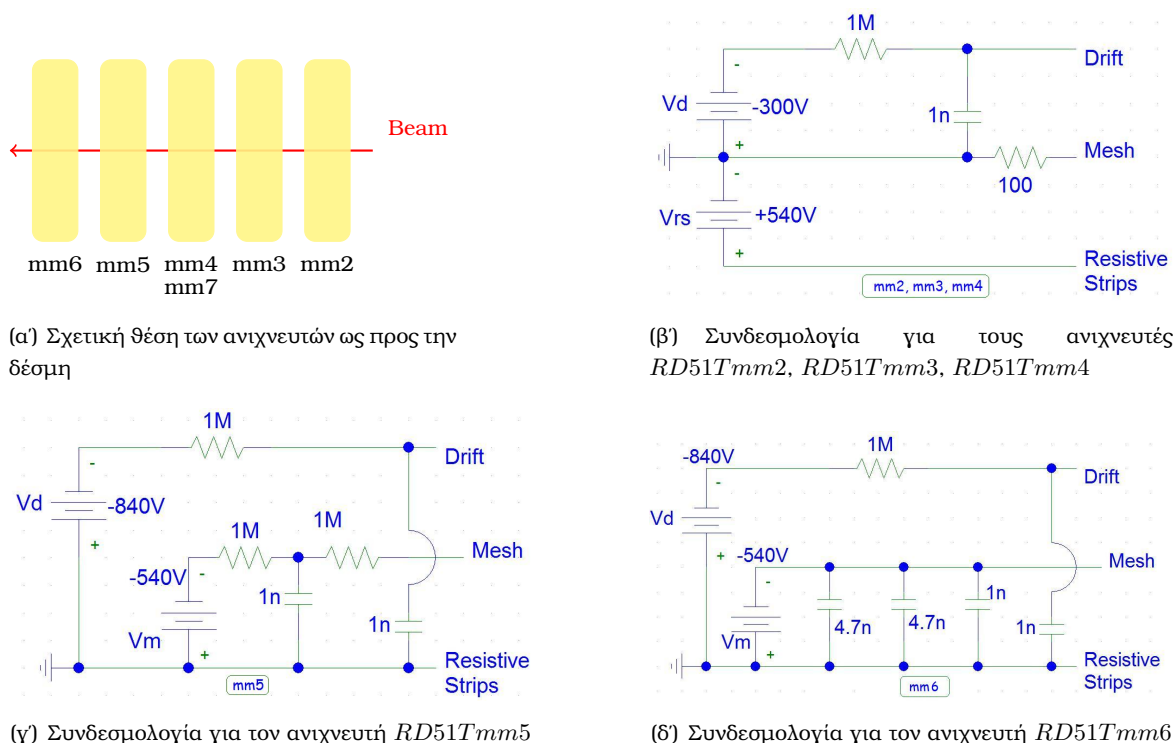 Beam
mm6 mm5 mm4 mm3 mm2
mm7
(αʹ) Σχετική θέση των ανιχνευτών ως προς την
δέσμη
1M
Drift
-
Vd
-300V
1n
+
Mesh
-
100
Vrs
+540V
+
Resistive
Strips
mm2, mm3, mm4
(βʹ) Συνδεσμολογία για τους ανιχνευτές
RD51Tmm2, RD51Tmm3, RD51Tmm4
1M
-
Drift
Vd
-840V
1M
1M
+
Mesh
-540V
-
1n
1n
Vm
+
Resistive
Strips
mm5
(γʹ) Συνδεσμολογία για τον ανιχνευτή RD51Tmm5
1M
-840V
-
Drift
Vd
-540V
+
Mesh
-
1n
4.7n
4.7n
1n
Vm
+
Resistive
Strips
mm6
(δʹ) Συνδεσμολογία για τον ανιχνευτή RD51Tmm6